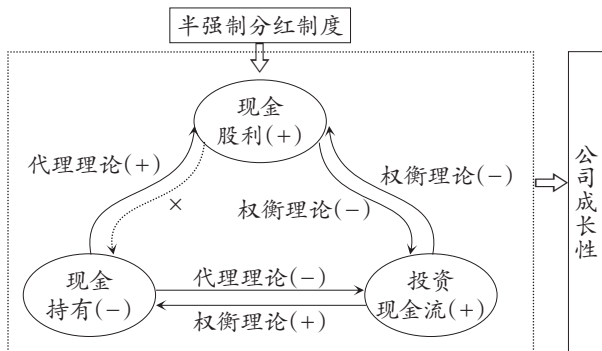 半强制分红制度
现金
股利(+)
代理理论(+)
权衡理论(-)
×
权衡理论(-)
现金
持有(-)
代理理论(-)
权衡理论(+)
投资
现金流(+)
公司成长性